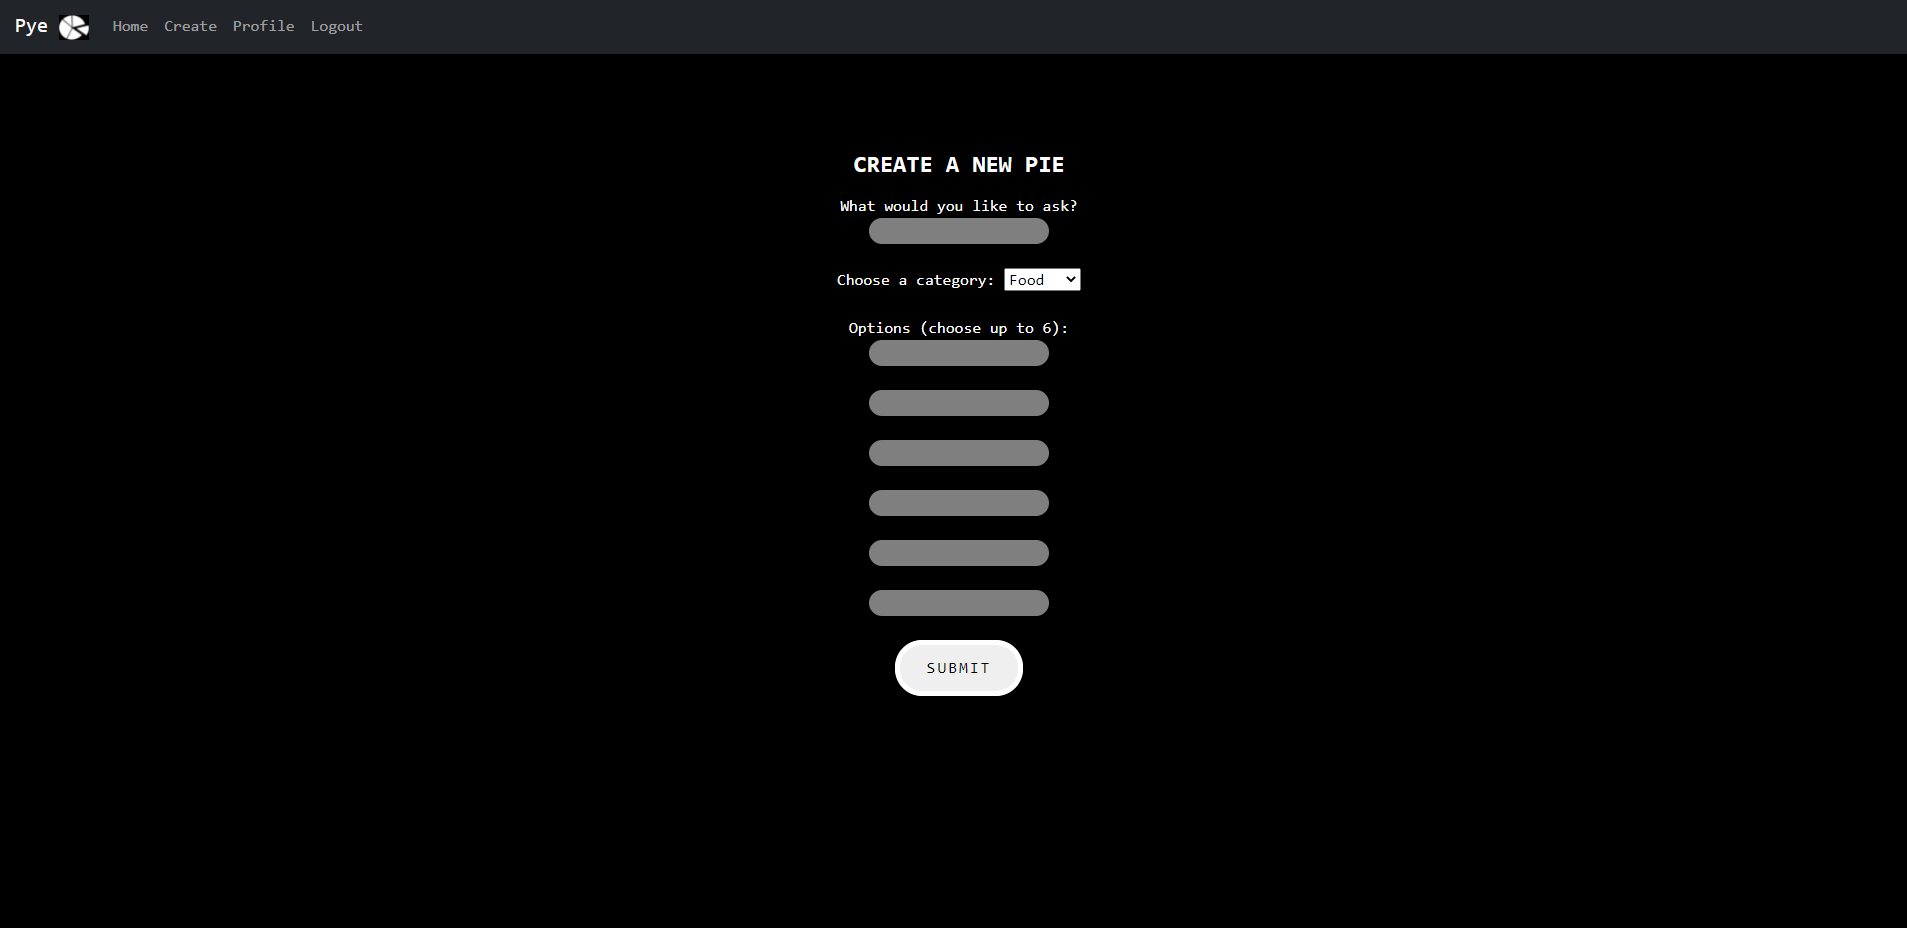 Pye Home Create Profile Logout
CREATE A NEW PIE
What would you like to ask?
Choose a category: Food
Options (choose up to 6):
SUBMIT